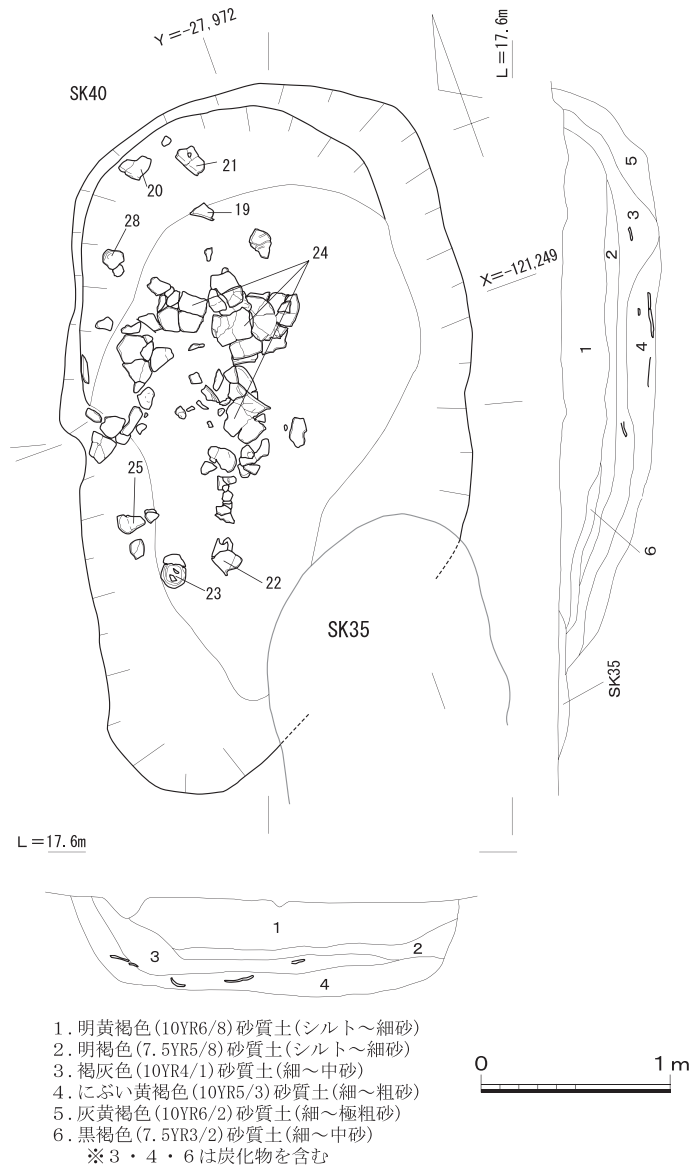 Y=-27,972
L=17.6m
SK40
21
20
5
19
3
28
24
2
X=-121,249
1
4
25
6
22
23
SK35
SK35
L=17.6m
1
2
3
4
1.明黄褐色(10YR6/8)砂質土(シルト～細砂)
2.明褐色(7.5YR5/8)砂質土(シルト～細砂)
3.褐灰色(10YR4/1)砂質土(細～中砂)
4.にぶい黄褐色(10YR5/3)砂質土(細～粗砂)
5.灰黄褐色(10YR6/2)砂質土(細～極粗砂)
6.黒褐色(7.5YR3/2)砂質土(細～中砂)
※3・4・6は炭化物を含む
0 1m